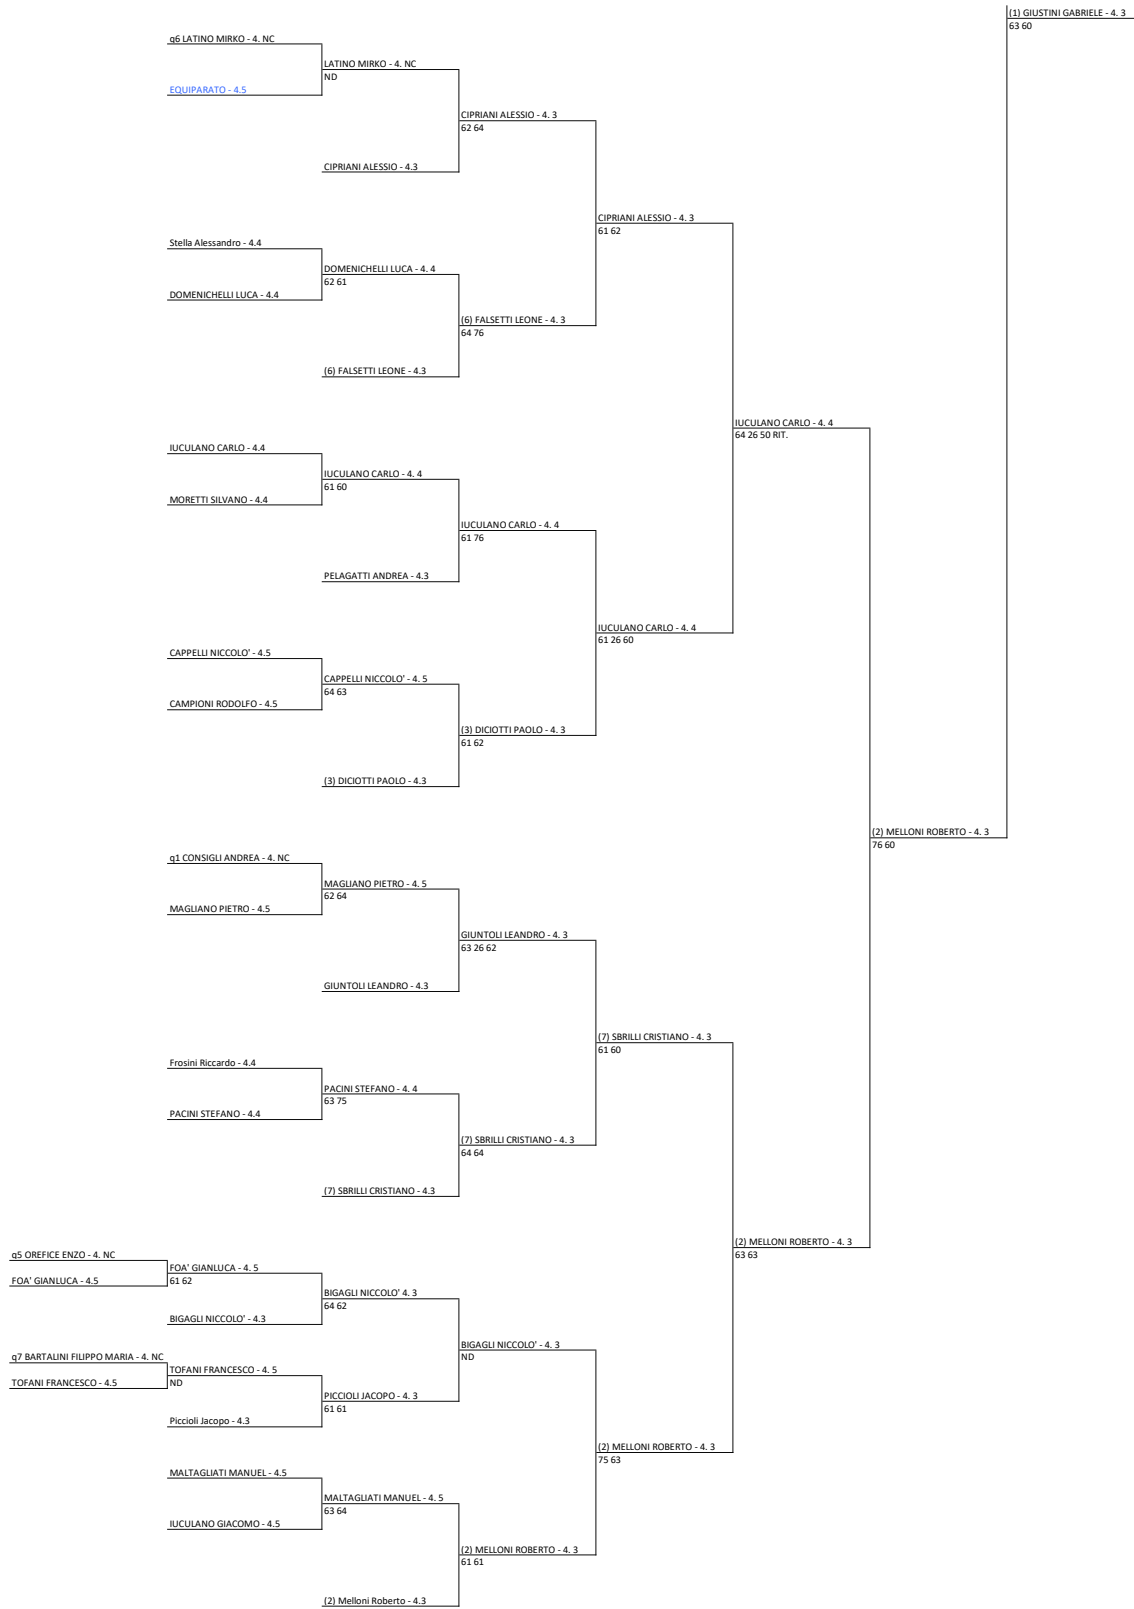 (1) GIUSTINI GABRIELE - 4. 3
63 60
q6 LATINO MIRKO - 4. NC
LATINO MIRKO - 4. NC
ND
EQUIPARATO - 4.5
CIPRIANI ALESSIO - 4. 3
62 64
CIPRIANI ALESSIO - 4.3
CIPRIANI ALESSIO - 4. 3
61 62
Stella Alessandro - 4.4
DOMENICHELLI LUCA - 4. 4
62 61
DOMENICHELLI LUCA - 4.4
(6) FALSETTI LEONE - 4. 3
64 76
(6) FALSETTI LEONE - 4.3
IUCULANO CARLO - 4. 4
64 26 50 RIT.
IUCULANO CARLO - 4.4
IUCULANO CARLO - 4. 4
61 60
MORETTI SILVANO - 4.4
IUCULANO CARLO - 4. 4
61 76
PELAGATTI ANDREA - 4.3
IUCULANO CARLO - 4. 4
61 26 60
CAPPELLI NICCOLO' - 4.5
CAPPELLI NICCOLO' - 4. 5
64 63
CAMPIONI RODOLFO - 4.5
(3) DICIOTTI PAOLO - 4. 3
61 62
(3) DICIOTTI PAOLO - 4.3
(2) MELLONI ROBERTO - 4. 3
76 60
q1 CONSIGLI ANDREA - 4. NC
MAGLIANO PIETRO - 4. 5
62 64
MAGLIANO PIETRO - 4.5
GIUNTOLI LEANDRO - 4. 3
63 26 62
GIUNTOLI LEANDRO - 4.3
(7) SBRILLI CRISTIANO - 4. 3
61 60
Frosini Riccardo - 4.4
PACINI STEFANO - 4. 4
63 75
PACINI STEFANO - 4.4
(7) SBRILLI CRISTIANO - 4. 3
64 64
(7) SBRILLI CRISTIANO - 4.3
(2) MELLONI ROBERTO - 4. 3
63 63
q5 OREFICE ENZO - 4. NC
FOA' GIANLUCA - 4. 5
61 62
FOA' GIANLUCA - 4.5
BIGAGLI NICCOLO' 4. 3
64 62
BIGAGLI NICCOLO' - 4.3
BIGAGLI NICCOLO' - 4. 3
ND
q7 BARTALINI FILIPPO MARIA - 4. NC
TOFANI FRANCESCO - 4. 5
ND
TOFANI FRANCESCO - 4.5
PICCIOLI JACOPO - 4. 3
61 61
Piccioli Jacopo - 4.3
(2) MELLONI ROBERTO - 4. 3
75 63
MALTAGLIATI MANUEL - 4.5
MALTAGLIATI MANUEL - 4. 5
63 64
IUCULANO GIACOMO - 4.5
(2) MELLONI ROBERTO - 4. 3
61 61
(2) Melloni Roberto - 4.3